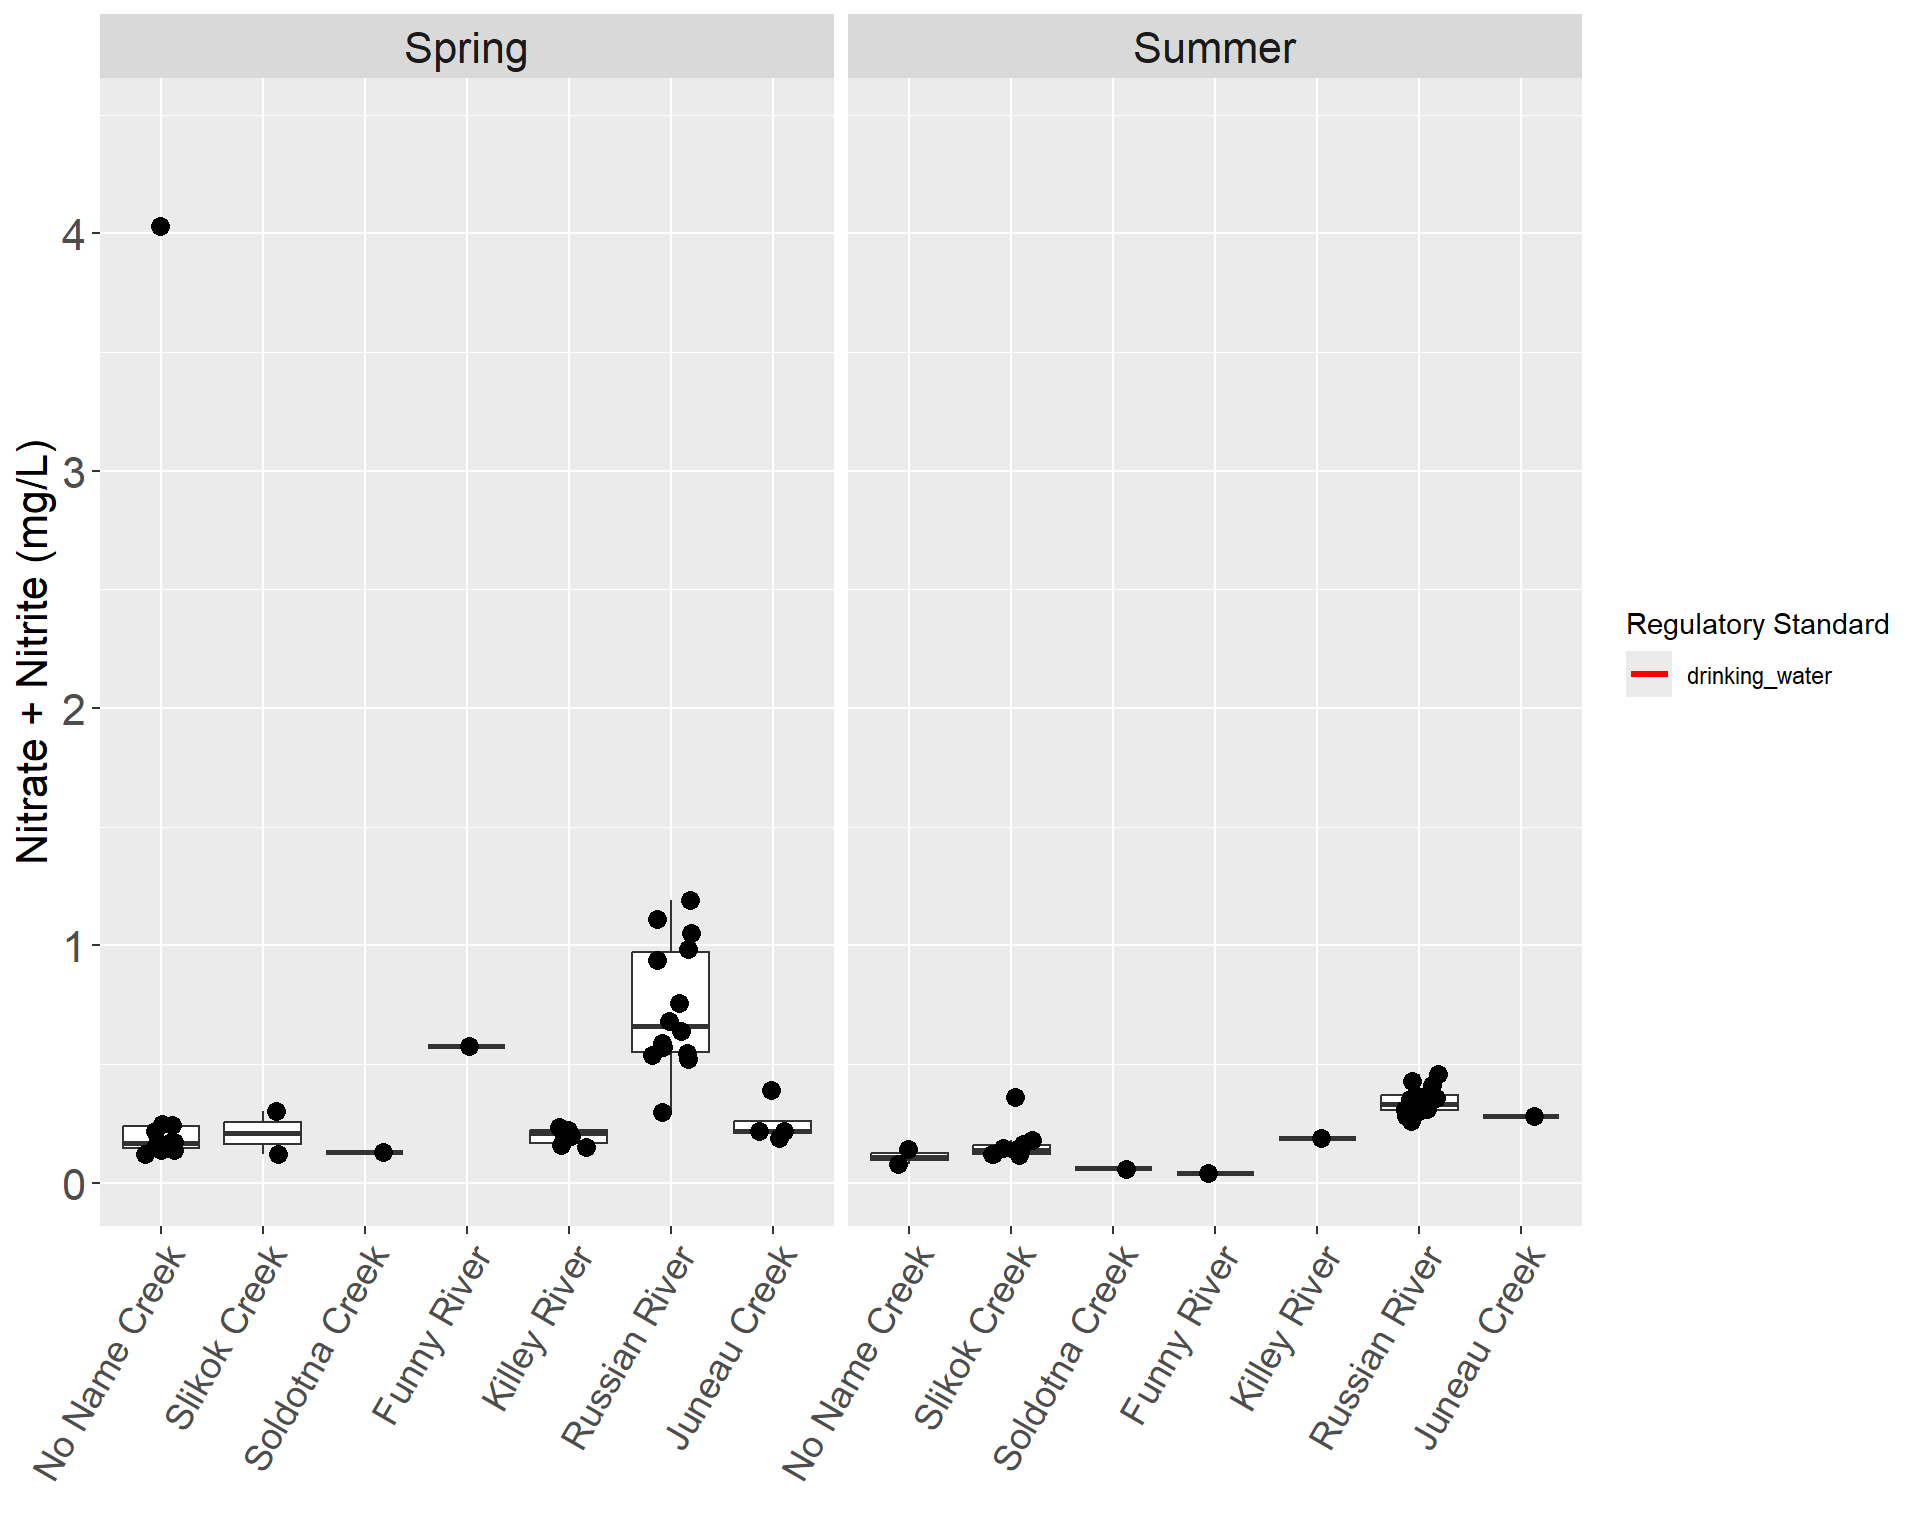 Spring
Summer
Nitrate + Nitrite (mg/L)
4
3
2
1
0
No Name Creek
Slikok Creek
Soldotna Creek
Funny River
Killey River
Russian River
Juneau Creek
No Name Creek
Slikok Creek
Soldotna Creek
Funny River
Killey River
Russian River
Juneau Creek
Regulatory Standard
drinking_water